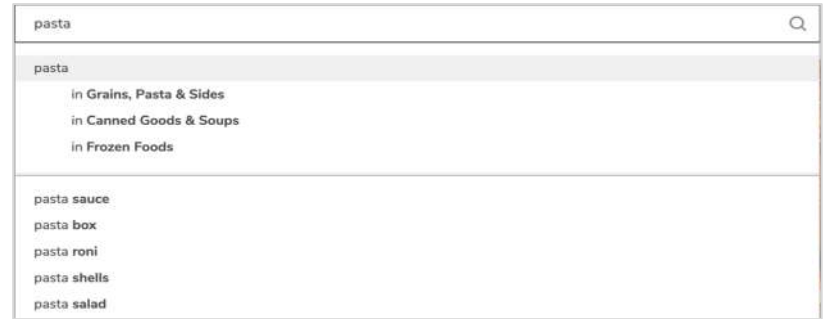 pasta
pasta
in Grains, Pasta & Sides
in Canned Goods & Soups
in Frozen Foods
pasta sauce
pasta box
pasta roni
pasta shells
pasta salad